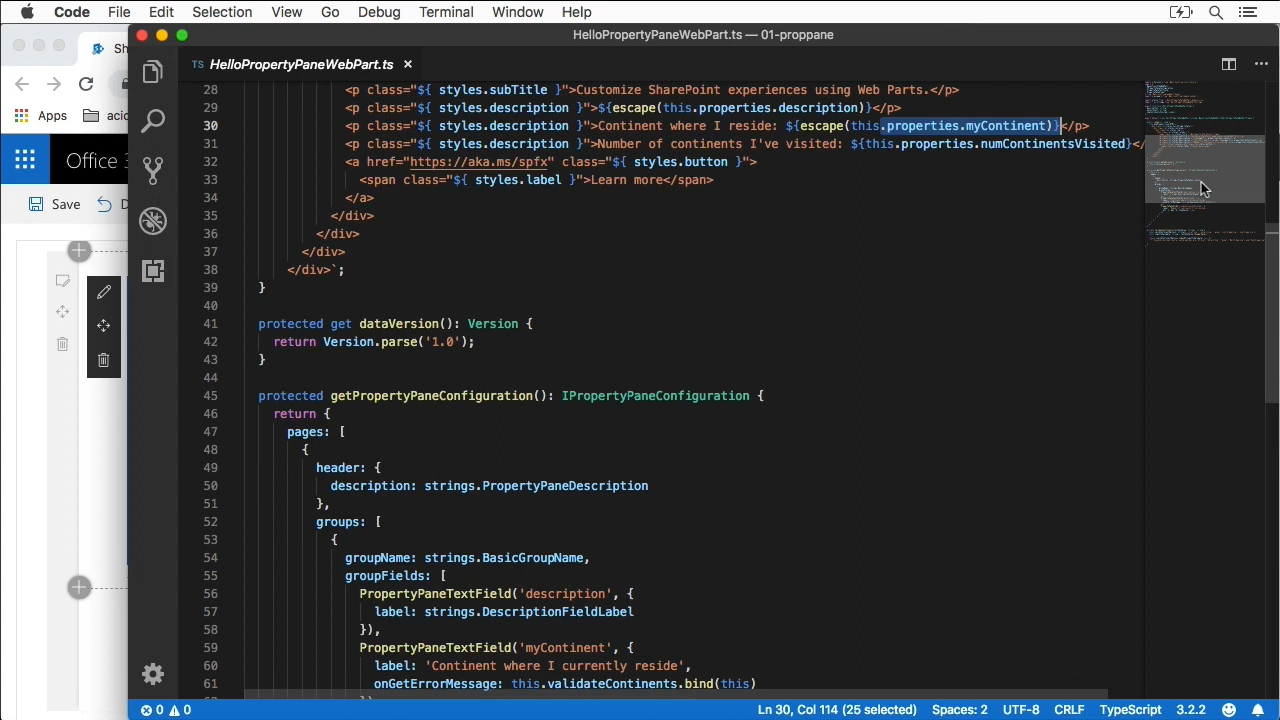 Code File Edit Selection View Go Debug Terminal Window Help
HelloPropertyPaneWebPart.ts — 01-proppane
TS HelloPropertyPaneWebPart.ts ×
Sh
Apps
Office 3
Save
28 <p class="${ styles.subTitle }">Customize SharePoint experiences using Web Parts.</p>
29 <p class="${ styles.description }">${escape(this.properties.description)}</p>
30 <p class="${ styles.description }">Continent where I reside: ${escape(this.properties.myContinent)}</p>
31 <p class="${ styles.description }">Number of continents I've visited: ${this.properties.numContinentsVisited}</
32 <a href="https://aka.ms/spfx" class="${ styles.button }">
33 <span class="${ styles.label }">Learn more</span>
34 </a>
35 </div>
36 </div>
37 </div>
38 </div>`;
39 }
40
41 protected get dataVersion(): Version {
42 return Version.parse('1.0');
43 }
44
45 protected getPropertyPaneConfiguration(): IPropertyPaneConfiguration {
46 return {
47 pages: [
48 {
49 header: {
50 description: strings.PropertyPaneDescription
51 },
52 groups: [
53 {
54 groupName: strings.BasicGroupName,
55 groupFields: [
56 PropertyPaneTextField('description', {
57 label: strings.DescriptionFieldLabel
58 }),
59 PropertyPaneTextField('myContinent', {
60 label: 'Continent where I currently reside',
61 onGetErrorMessage: this.validateContinents.bind(this)
0 0 Ln 30, Col 114 (25 selected) Spaces: 2 UTF-8 CRLF TypeScript 3.2.2